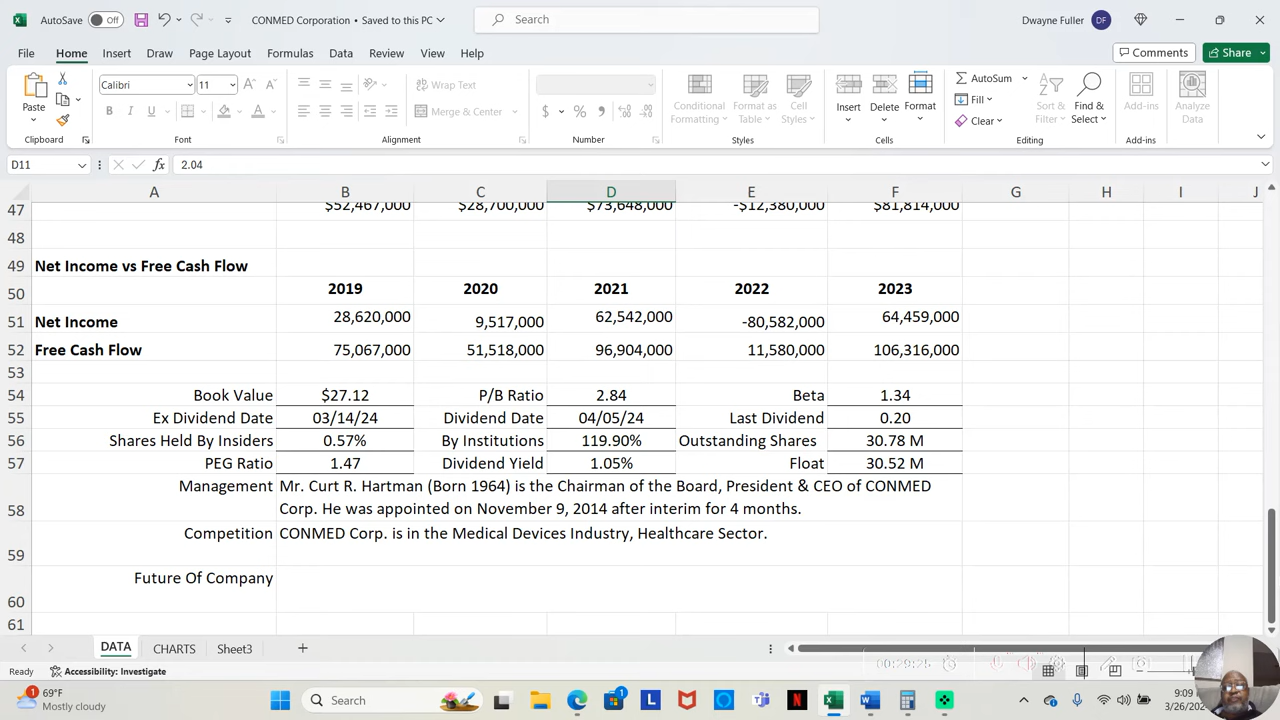 AutoSave Off CONMED Corporation • Saved to this PC Search Dwayne Fuller DF
File Home Insert Draw Page Layout Formulas Data Review View Help Comments Share
Paste Calibri 11 Wrap Text Conditional Formatting Format as Table Cell Styles Insert Delete Format AutoSum Fill Clear Sort & Filter Find & Select Add-ins Analyze Data
B I U Merge & Center $ %
Clipboard Font Alignment Number Styles Cells Editing Add-ins
D11 fx 2.04
A B C D E F G H I J
47 $52,467,000 $28,700,000 $73,648,000 -$12,380,000 $81,814,000
48
49 Net Income vs Free Cash Flow
50 2019 2020 2021 2022 2023
51 Net Income 28,620,000 9,517,000 62,542,000 -80,582,000 64,459,000
52 Free Cash Flow 75,067,000 51,518,000 96,904,000 11,580,000 106,316,000
53
54 Book Value $27.12 P/B Ratio 2.84 Beta 1.34
55 Ex Dividend Date 03/14/24 Dividend Date 04/05/24 Last Dividend 0.20
56 Shares Held By Insiders 0.57% By Institutions 119.90% Outstanding Shares 30.78 M
57 PEG Ratio 1.47 Dividend Yield 1.05% Float 30.52 M
Management Mr. Curt R. Hartman (Born 1964) is the Chairman of the Board, President & CEO of CONMED
58 Corp. He was appointed on November 9, 2014 after interim for 4 months.
Competition CONMED Corp. is in the Medical Devices Industry, Healthcare Sector.
59
Future Of Company
60
61
DATA CHARTS Sheet3
Ready Accessibility: Investigate 00:29:25
69°F Search 9:09
Mostly cloudy 3/26/20